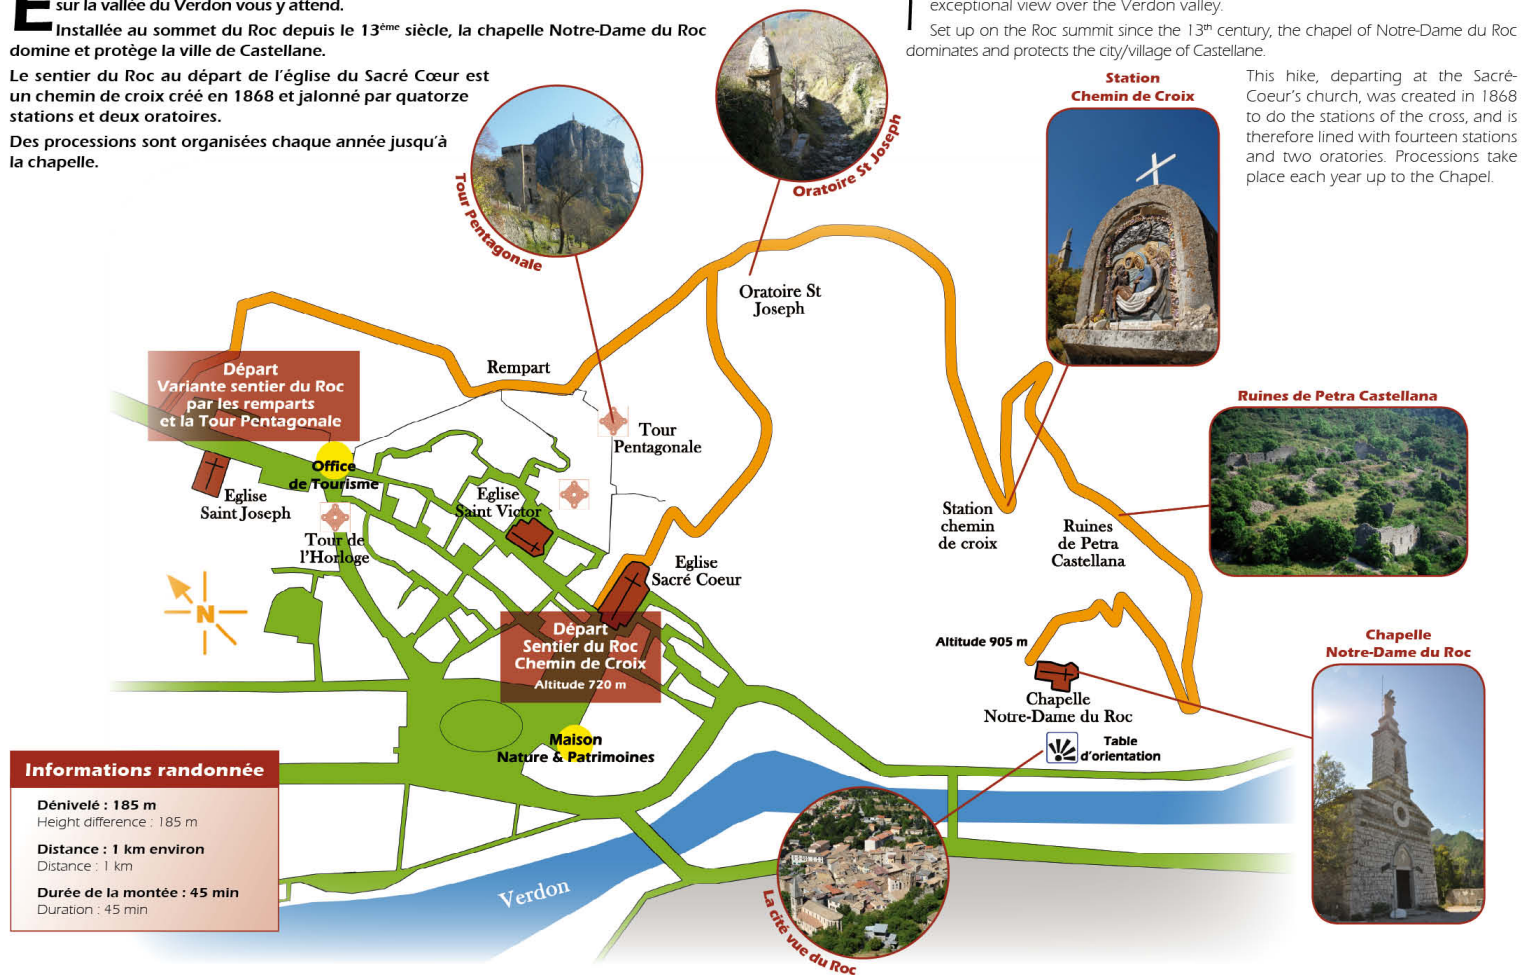 E sur la vallée du Verdon vous y attend.
Installée au sommet du Roc depuis le 13ème siècle, la chapelle Notre-Dame du Roc
domine et protège la ville de Castellane.
Le sentier du Roc au départ de l'église du Sacré Cœur est
un chemin de croix créé en 1868 et jalonné par quatorze
stations et deux oratoires.
Des processions sont organisées chaque année jusqu'à
la chapelle.
exceptional view over the Verdon valley.
Set up on the Roc summit since the 13th century, the chapel of Notre-Dame du Roc
dominates and protects the city/village of Castellane.
This hike, departing at the Sacré-
Coeur's church, was created in 1868
to do the stations of the cross, and is
therefore lined with fourteen stations
and two oratories. Processions take
place each year up to the Chapel.
Station
Chemin de Croix
Tour Pentagonale
Oratoire St Joseph
Oratoire St
Joseph
Rempart
Départ
Variante sentier du Roc
par les remparts
et la Tour Pentagonale
Tour
Pentagonale
Ruines de Petra Castellana
Office
de Tourisme
Eglise
Saint Joseph
Eglise
Saint Victor
Tour de
l'Horloge
Station
chemin
de croix
Ruines
de Petra
Castellana
Eglise
Sacré Coeur
N
Départ
Sentier du Roc
Chemin de Croix
Altitude 720 m
Altitude 905 m
Chapelle
Notre-Dame du Roc
Chapelle
Notre-Dame du Roc
Table
d'orientation
Maison
Nature & Patrimoines
Informations randonnée
Dénivelé : 185 m
Height difference : 185 m
Distance : 1 km environ
Distance : 1 km
Durée de la montée : 45 min
Duration : 45 min
Verdon
La cité vue du Roc